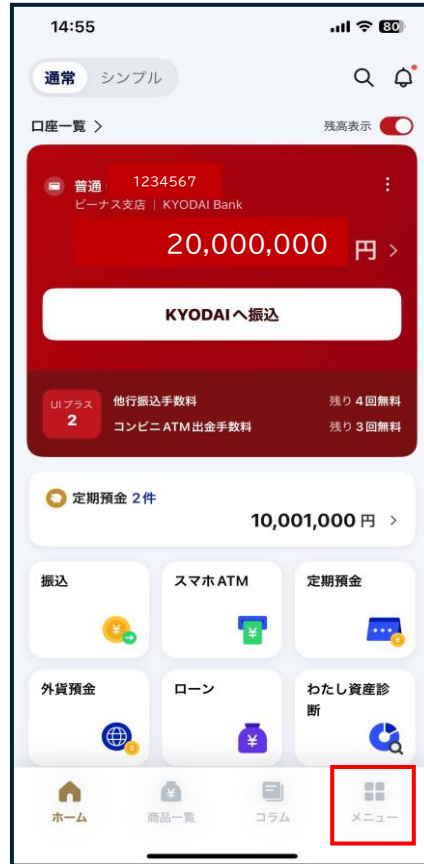 14:55
80
通常 シンプル
口座一覧 >
残高表示
普通 1234567
ビーナス支店 | KYODAI Bank
20,000,000 円 >
KYODAIへ振込
UIプラス
2
他行振込手数料 残り4回無料
コンビニATM出金手数料 残り3回無料
定期預金 2件
10,001,000 円 >
振込 スマホATM 定期預金
外貨預金 ローン わたし資産診
断
ホーム 商品一覧 コラム メニュー